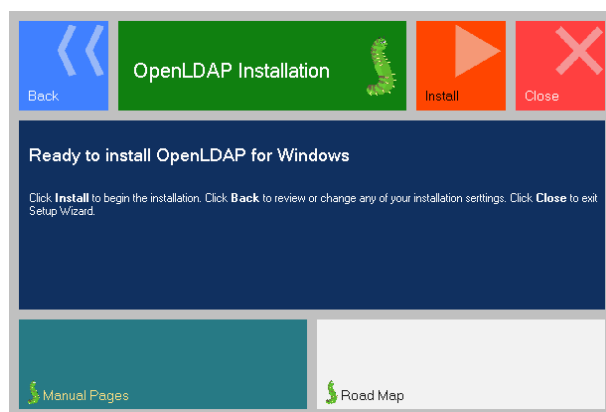 OpenLDAP Installation
Back
Install
Close
Ready to install OpenLDAP for Windows
Click Install to begin the installation. Click Back to review or change any of your installation serttings. Click Close to exit
Setup Wizard.
Manual Pages
Road Map